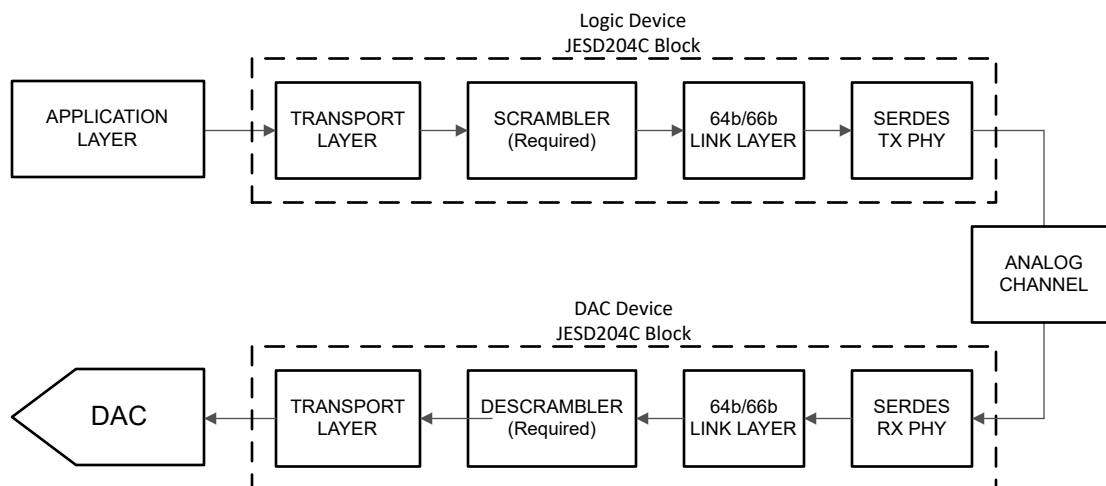 Logic Device
JESD204C Block
APPLICATION
LAYER
TRANSPORT
LAYER
SCRAMBLER
(Required)
64b/66b
LINK LAYER
SERDES
TX PHY
ANALOG
CHANNEL
DAC Device
JESD204C Block
DAC
TRANSPORT
LAYER
DESCRAMBLER
(Required)
64b/66b
LINK LAYER
SERDES
RX PHY